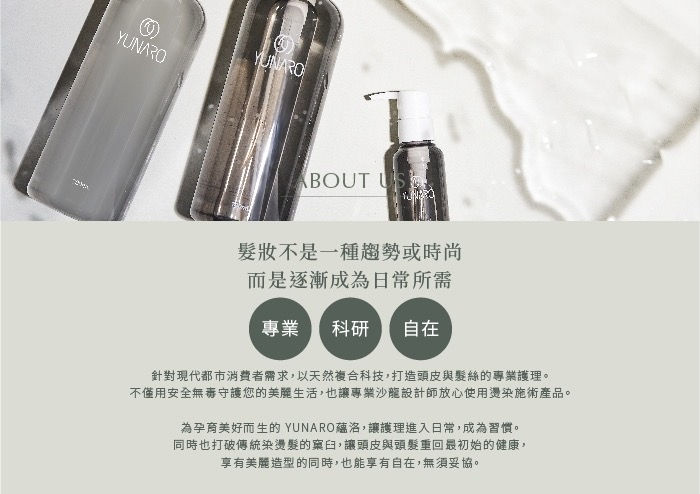 YUNARO
YUNARO
700mL
ABOUT US
YUNARO
髮妝不是一種趨勢或時尚
而是逐漸成為日常所需
專業
科研
自在
針對現代都市消費者需求，以天然複合科技，打造頭皮與髮絲的專業護理。
不僅用安全無毒守護您的美麗生活，也讓專業沙龍設計師放心使用燙染施術產品。
為孕育美好而生的 YUNARO蘊洛，讓護理進入日常，成為習慣。
同時也打破傳統染燙髮的窠臼，讓頭皮與頭髮重回最初始的健康，
享有美麗造型的同時，也能享有自在，無須妥協。